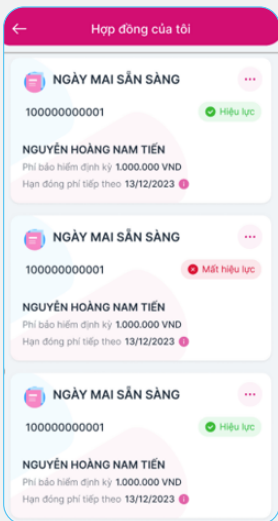 Hợp đồng của tôi
NGÀY MAI SẴN SÀNG
100000000001
Hiệu lực
NGUYỄN HOÀNG NAM TIẾN
Phí bảo hiểm định kỳ 1.000.000 VND
Hạn đóng phí tiếp theo 13/12/2023
NGÀY MAI SẴN SÀNG
100000000001
Mất hiệu lực
NGUYỄN HOÀNG NAM TIẾN
Phí bảo hiểm định kỳ 1.000.000 VND
Hạn đóng phí tiếp theo 13/12/2023
NGÀY MAI SẴN SÀNG
100000000001
Hiệu lực
NGUYỄN HOÀNG NAM TIẾN
Phí bảo hiểm định kỳ 1.000.000 VND
Hạn đóng phí tiếp theo 13/12/2023